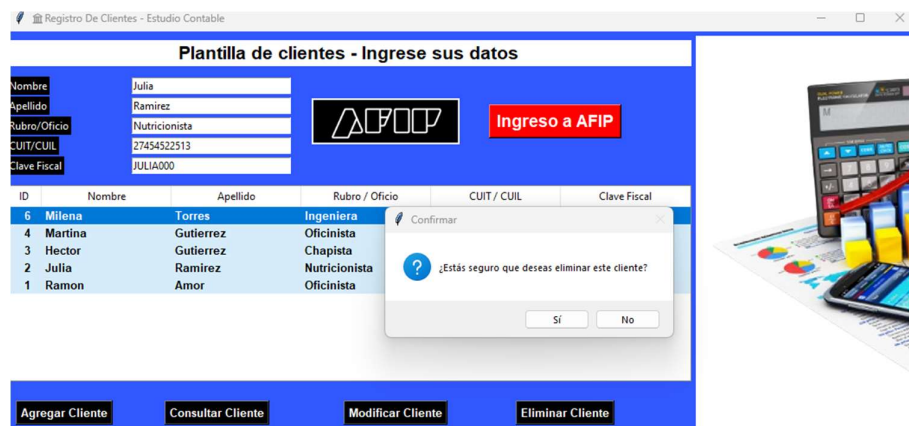 Registro De Clientes - Estudio Contable
Plantilla de clientes - Ingrese sus datos
Nombre Julia
Apellido Ramirez
Rubro/Oficio Nutricionista
CUIT/CUIL 27454522513
Clave Fiscal JULIA000
AFIP
Ingreso a AFIP
ID Nombre Apellido Rubro / Oficio CUIT / CUIL Clave Fiscal
6 Milena Torres Ingeniera
4 Martina Gutierrez Oficinista
3 Hector Gutierrez Chapista
2 Julia Ramirez Nutricionista
1 Ramon Amor Oficinista
Confirmar
¿Estás seguro que deseas eliminar este cliente?
Sí No
Agregar Cliente Consultar Cliente Modificar Cliente Eliminar Cliente